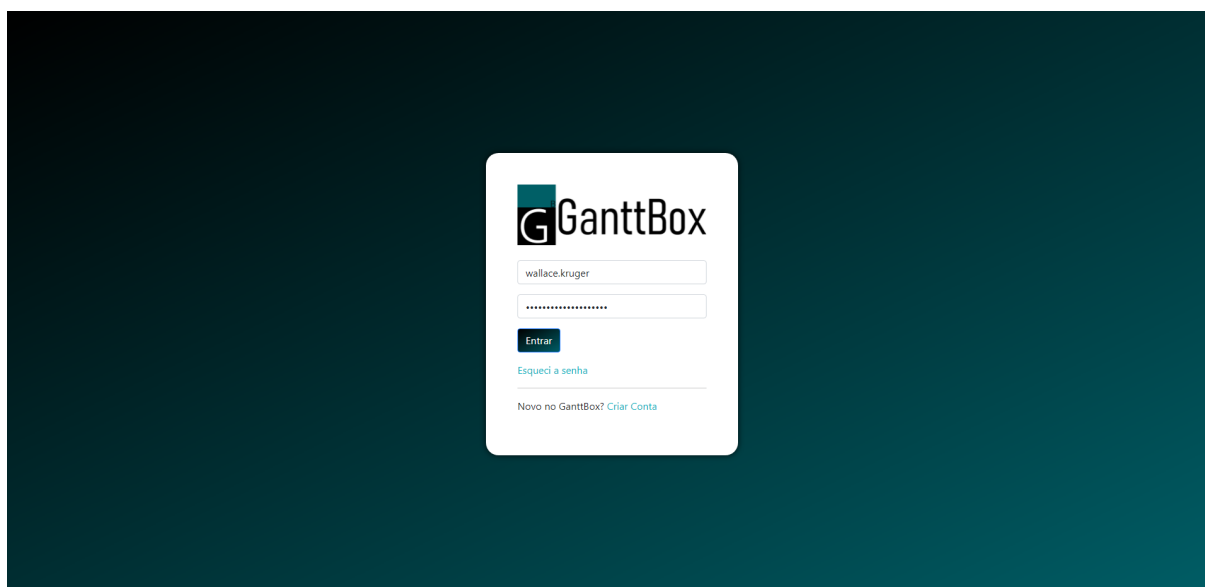 G GanttBox
wallace.kruger
••••••••••••••••••••
Entrar
Esqueci a senha
Novo no GanttBox? Criar Conta